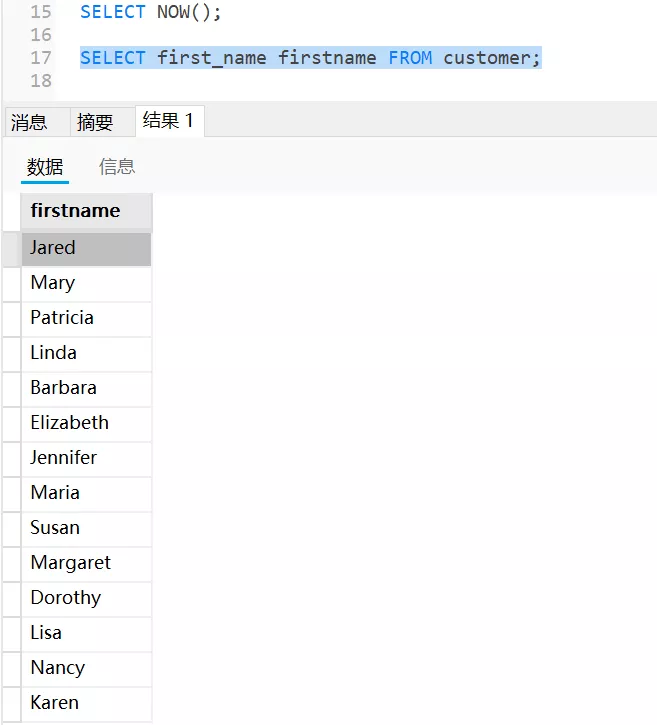 15 SELECT NOW();
16
17 SELECT first_name firstname FROM customer;
18
消息 摘要 结果 1
数据 信息
firstname
Jared
Mary
Patricia
Linda
Barbara
Elizabeth
Jennifer
Maria
Susan
Margaret
Dorothy
Lisa
Nancy
Karen